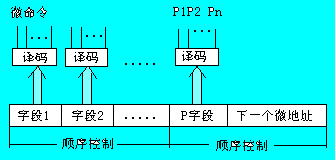 微命令 P1P2 Pn
... ... ...
译码 译码 ..... 译码
字段1 字段2 ..... P字段 下一个微地址
顺序控制 顺序控制